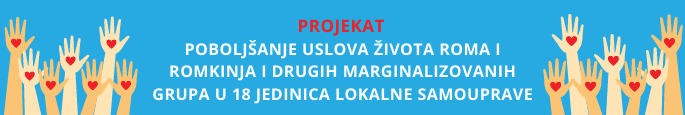 PROJEKAT
POBOLJŠANJE USLOVA ŽIVOTA ROMA I
ROMKINJA I DRUGIH MARGINALIZOVANIH
GRUPA U 18 JEDINICA LOKALNE SAMOUPRAVE